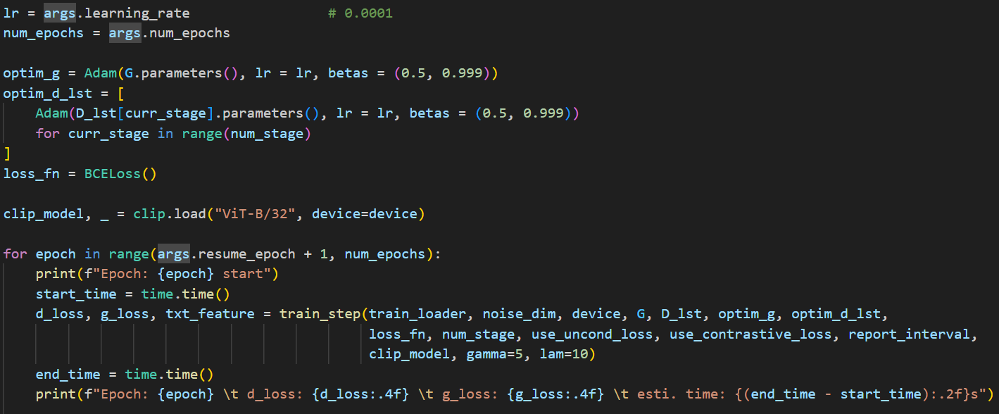 lr = args.learning_rate                 # 0.0001
num_epochs = args.num_epochs

optim_g = Adam(G.parameters(), lr = lr, betas = (0.5, 0.999))
optim_d_lst = [
    Adam(D_lst[curr_stage].parameters(), lr = lr, betas = (0.5, 0.999))
    for curr_stage in range(num_stage)
]
loss_fn = BCELoss()

clip_model, _ = clip.load("ViT-B/32", device=device)

for epoch in range(args.resume_epoch + 1, num_epochs):
    print(f"Epoch: {epoch} start")
    start_time = time.time()
    d_loss, g_loss, txt_feature = train_step(train_loader, noise_dim, device, G, D_lst, optim_g, optim_d_lst,
                                             loss_fn, num_stage, use_uncond_loss, use_contrastive_loss, report_interval,
                                             clip_model, gamma=5, lam=10)
    end_time = time.time()
    print(f"Epoch: {epoch} \t d_loss: {d_loss:.4f} \t g_loss: {g_loss:.4f} \t esti. time: {(end_time - start_time):.2f}s")